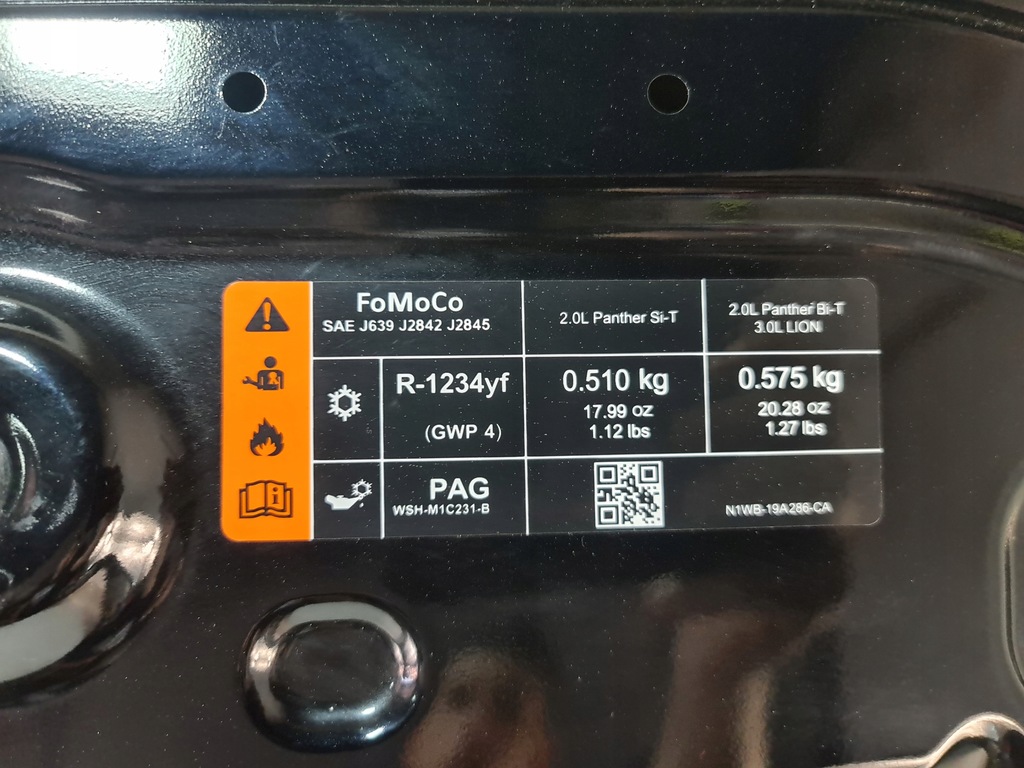 FoMoCo
SAE J639 J2842 J2845
2.0L Panther Si-T
2.0L Panther Bi-T
3.0L LION
R-1234yf
(GWP 4)
0.510 kg
17.99 oz
1.12 lbs
0.575 kg
20.28 oz
1.27 lbs
PAG
WSH-M1C231-B
N1WB-19A286-CA